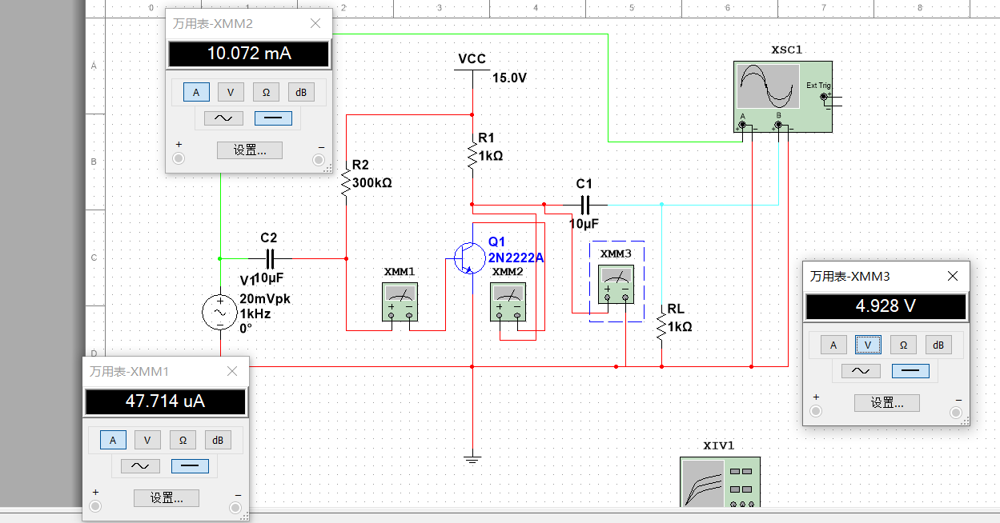 0 2 3 4 5 6 7 8
万用表-XMM2
10.072 mA
A V Ω dB
+ −
设置...
A
B
C
D
VCC
15.0V
R1
1kΩ
R2
300kΩ
C2
10µF
V1
20mVpk
1kHz
0°
XMM1
+ −
Q1
2N2222A
XMM2
+ −
C1
10µF
XMM3
+ −
RL
1kΩ
XSC1
Ext Trig
+
−
A B
+ − + −
万用表-XMM3
4.928 V
A V Ω dB
+ −
设置...
万用表-XMM1
47.714 uA
A V Ω dB
+ −
设置...
XIV1